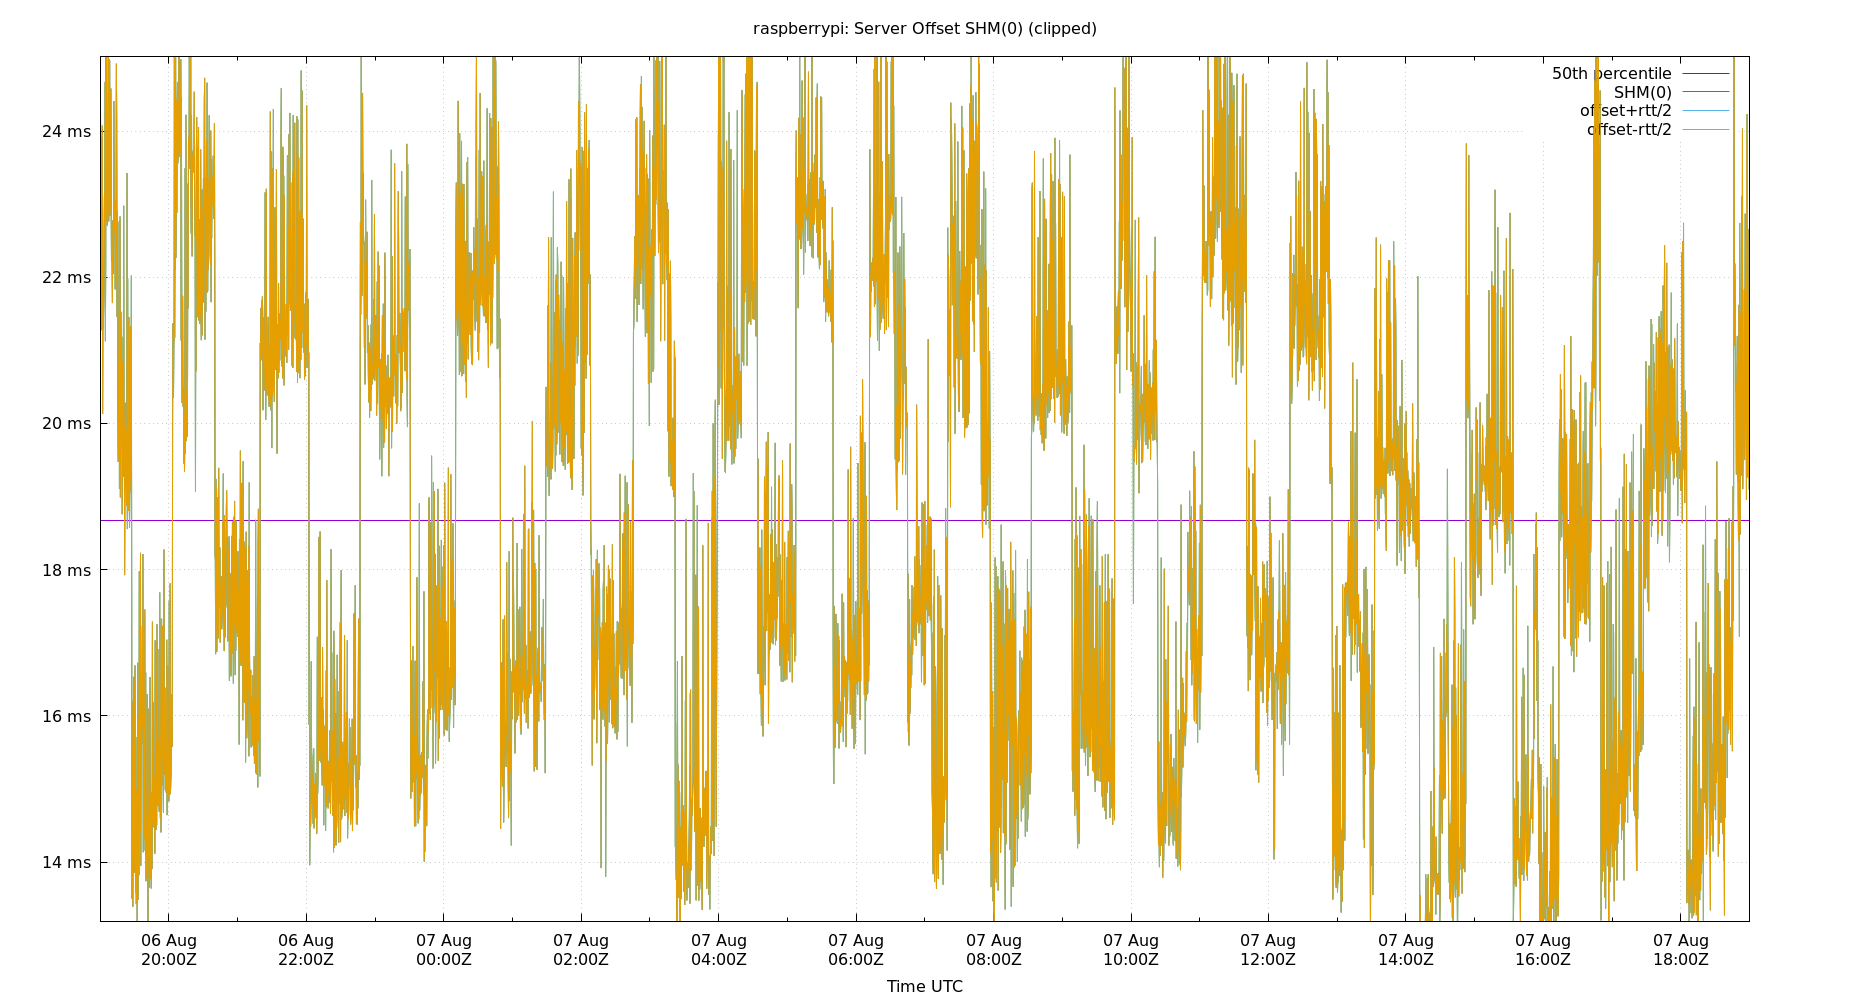 raspberrypi: Server Offset SHM(0) (clipped)
50th percentile
SHM(0)
offset+rtt/2
offset-rtt/2
24 ms
22 ms
20 ms
18 ms
16 ms
14 ms
06 Aug 06 Aug 07 Aug 07 Aug 07 Aug 07 Aug 07 Aug 07 Aug 07 Aug 07 Aug 07 Aug 07 Aug
20:00Z 22:00Z 00:00Z 02:00Z 04:00Z 06:00Z 08:00Z 10:00Z 12:00Z 14:00Z 16:00Z 18:00Z
Time UTC